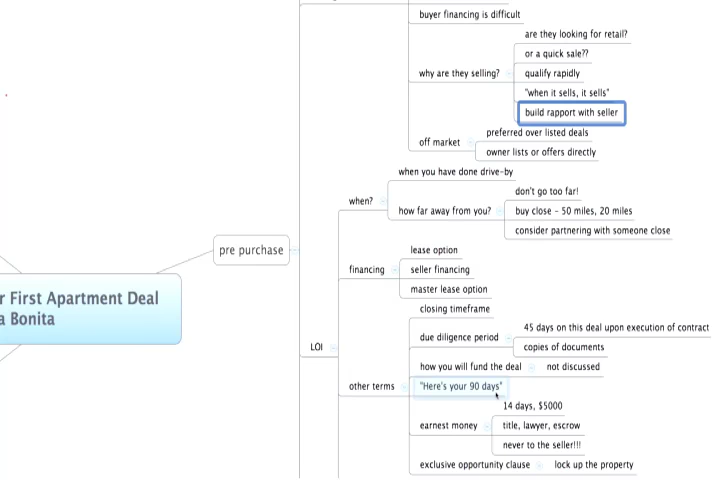 buyer financing is difficult
are they looking for retail?
or a quick sale??
why are they selling?
qualify rapidly
"when it sells, it sells"
build rapport with seller
off market
preferred over listed deals
owner lists or offers directly
when you have done drive-by
when?
don't go too far!
how far away from you?
buy close - 50 miles, 20 miles
consider partnering with someone close
pre purchase
lease option
financing
seller financing
master lease option
r First Apartment Deal
a Bonita
closing timeframe
LOI
due diligence period
45 days on this deal upon execution of contract
copies of documents
how you will fund the deal
not discussed
other terms
"Here's your 90 days"
14 days, $5000
earnest money
title, lawyer, escrow
never to the seller!!!
exclusive opportunity clause
lock up the property